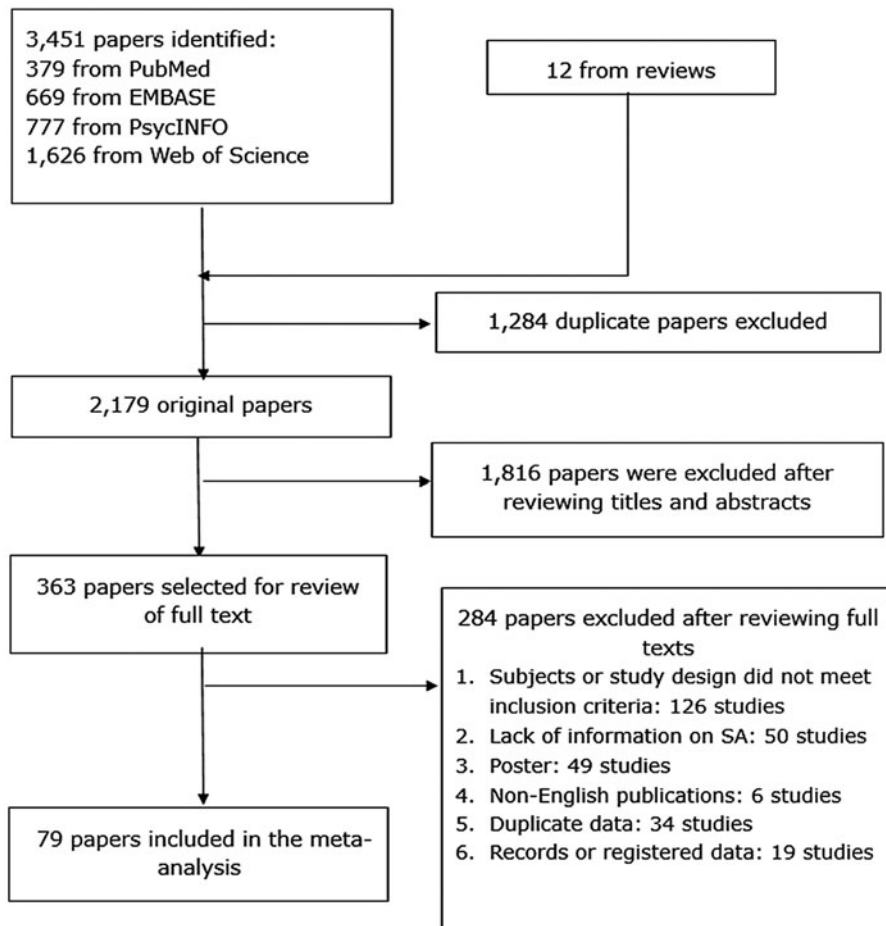 3,451 papers identified:
379 from PubMed
669 from EMBASE
777 from PsycINFO
1,626 from Web of Science
12 from reviews
1,284 duplicate papers excluded
2,179 original papers
1,816 papers were excluded after
reviewing titles and abstracts
363 papers selected for review
of full text
284 papers excluded after reviewing full
texts
1. Subjects or study design did not meet
inclusion criteria: 126 studies
2. Lack of information on SA: 50 studies
3. Poster: 49 studies
4. Non-English publications: 6 studies
5. Duplicate data: 34 studies
6. Records or registered data: 19 studies
79 papers included in the meta-
analysis